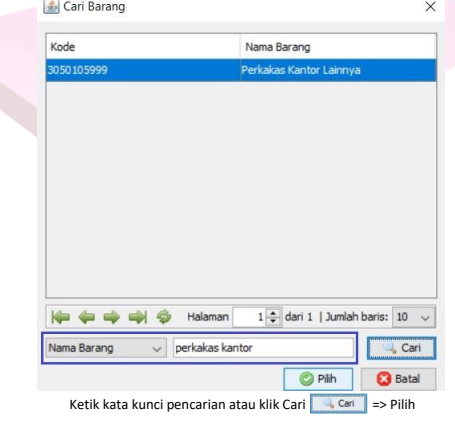 Cari Barang
Kode Nama Barang
3050105999 Perkakas Kantor Lainnya
Halaman 1 dari 1 | Jumlah baris: 10
Nama Barang perkakas kantor Cari
Pilih Batal
Ketik kata kunci pencarian atau klik Cari Cari => Pilih